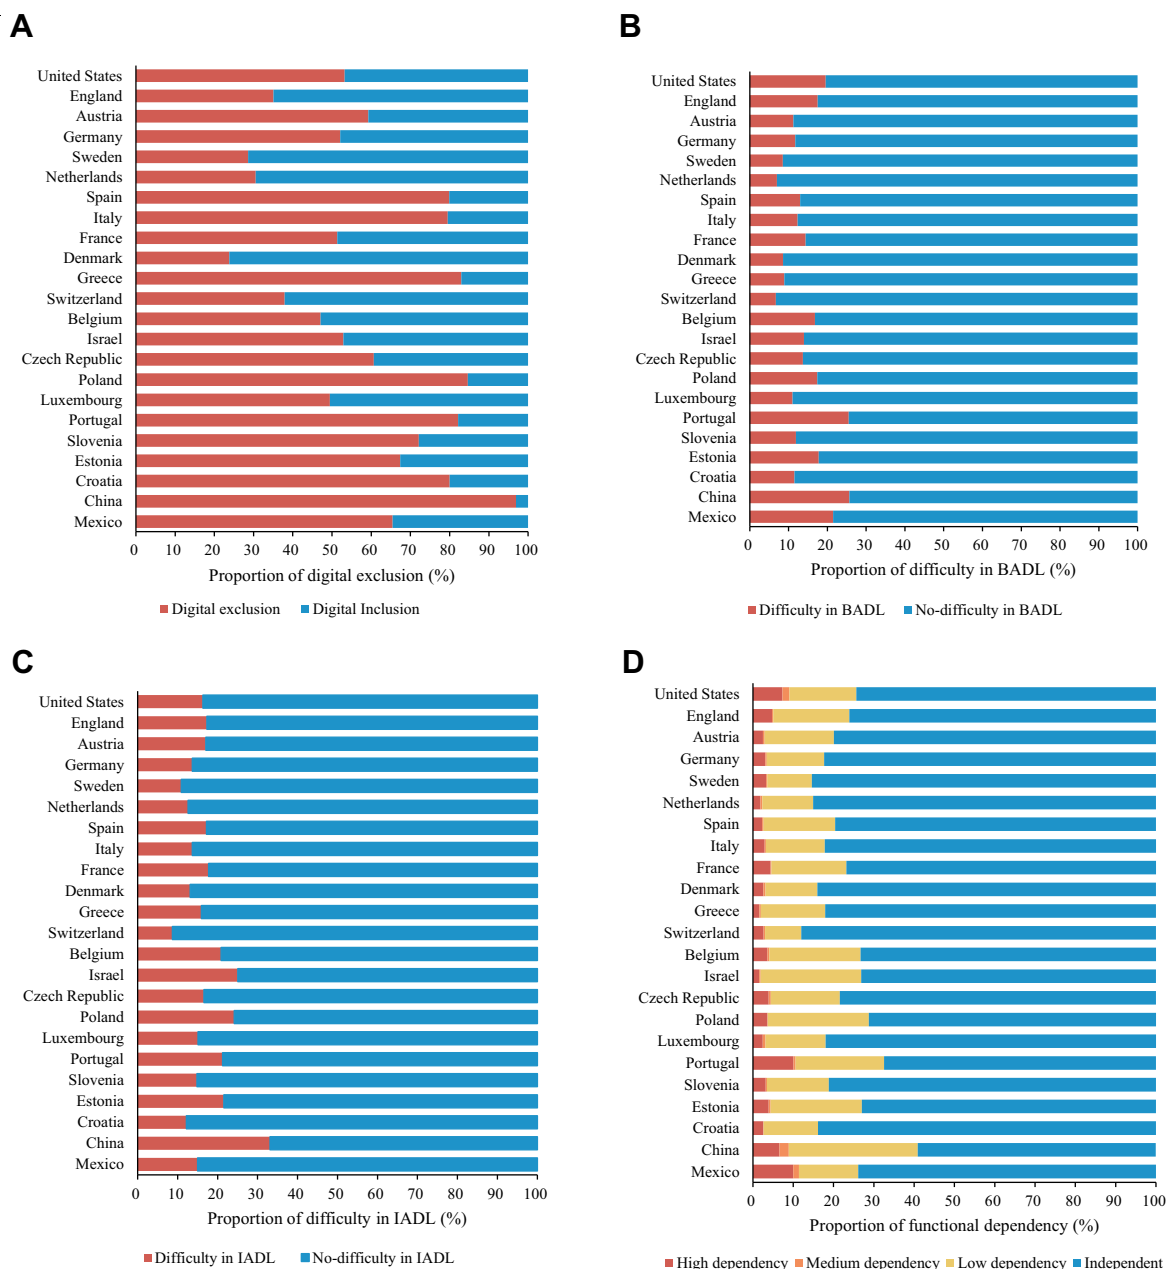 A
United States
England
Austria
Germany
Sweden
Netherlands
Spain
Italy
France
Denmark
Greece
Switzerland
Belgium
Israel
Czech Republic
Poland
Luxembourg
Portugal
Slovenia
Estonia
Croatia
China
Mexico
0 10 20 30 40 50 60 70 80 90 100
Proportion of digital exclusion (%)
Digital exclusion Digital Inclusion
B
United States
England
Austria
Germany
Sweden
Netherlands
Spain
Italy
France
Denmark
Greece
Switzerland
Belgium
Israel
Czech Republic
Poland
Luxembourg
Portugal
Slovenia
Estonia
Croatia
China
Mexico
0 10 20 30 40 50 60 70 80 90 100
Proportion of difficulty in BADL (%)
Difficulty in BADL No-difficulty in BADL
C
United States
England
Austria
Germany
Sweden
Netherlands
Spain
Italy
France
Denmark
Greece
Switzerland
Belgium
Israel
Czech Republic
Poland
Luxembourg
Portugal
Slovenia
Estonia
Croatia
China
Mexico
0 10 20 30 40 50 60 70 80 90 100
Proportion of difficulty in IADL (%)
Difficulty in IADL No-difficulty in IADL
D
United States
England
Austria
Germany
Sweden
Netherlands
Spain
Italy
France
Denmark
Greece
Switzerland
Belgium
Israel
Czech Republic
Poland
Luxembourg
Portugal
Slovenia
Estonia
Croatia
China
Mexico
0 10 20 30 40 50 60 70 80 90 100
Proportion of functional dependency (%)
High dependency Medium dependency Low dependency Independent